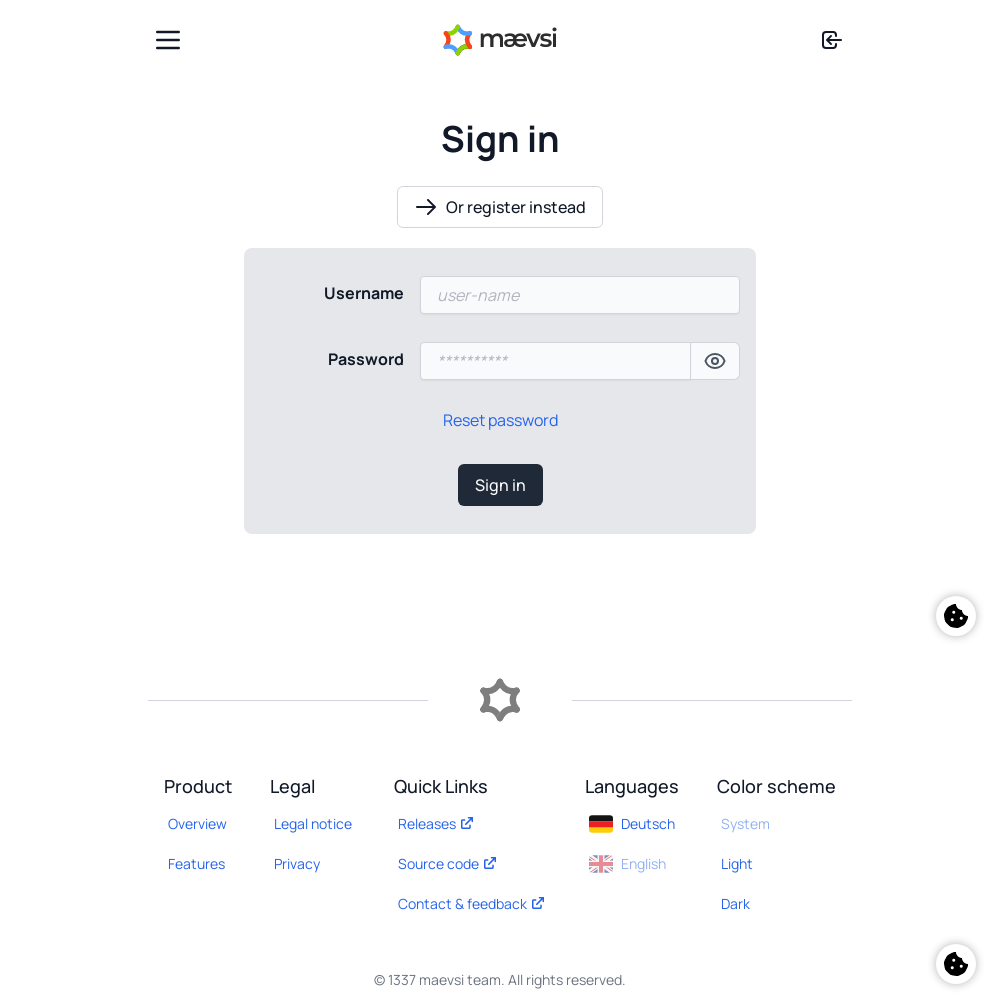 mævsi
Sign in
Or register instead
Username
user-name
Password
**********
Reset password
Sign in
Product
Overview
Features
Legal
Legal notice
Privacy
Quick Links
Releases
Source code
Contact & feedback
Languages
Deutsch
English
Color scheme
System
Light
Dark
© 1337 maevsi team. All rights reserved.